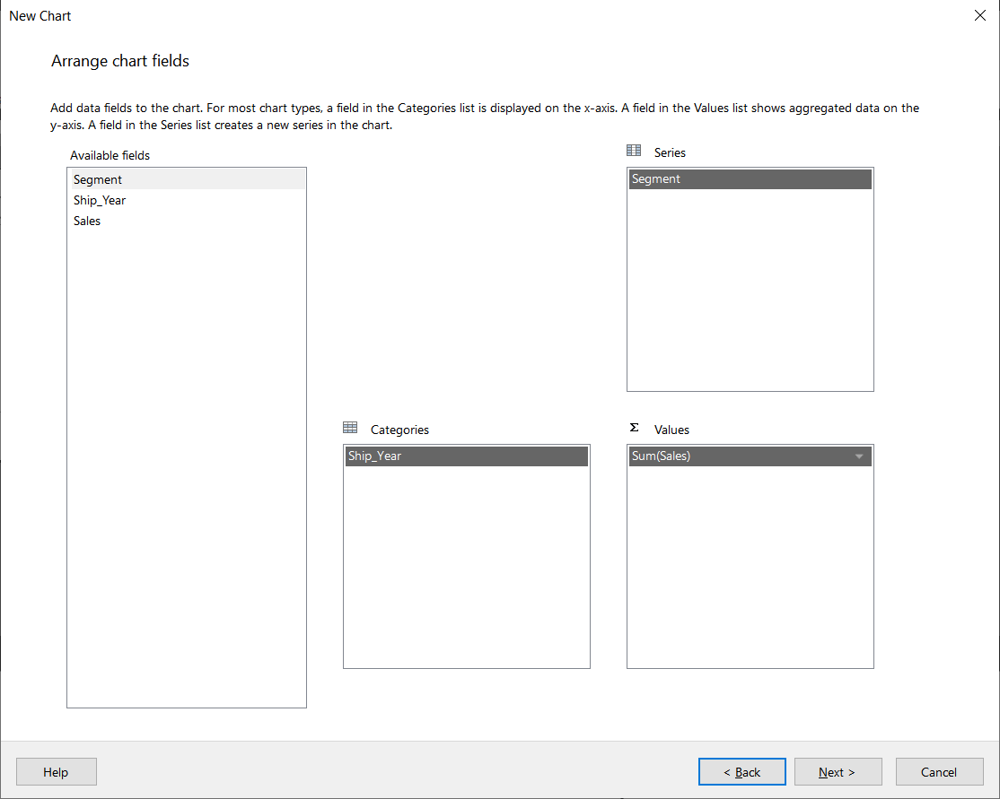 New Chart
Arrange chart fields
Add data fields to the chart. For most chart types, a field in the Categories list is displayed on the x-axis. A field in the Values list shows aggregated data on the
y-axis. A field in the Series list creates a new series in the chart.
Available fields
Segment
Ship_Year
Sales
Series
Segment
Categories
Ship_Year
Σ Values
Sum(Sales)
Help
< Back
Next >
Cancel